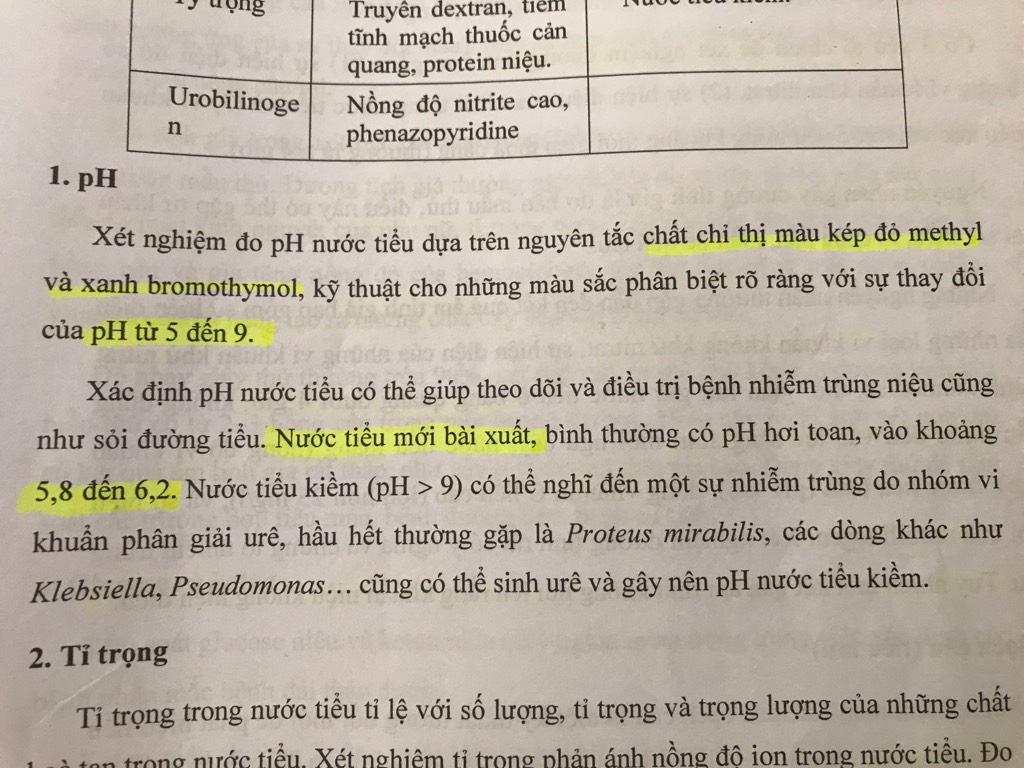 trọng
Truyền dextran, tiêm
tĩnh mạch thuốc cản
quang, protein niệu.
Urobilinoge
n
Nồng độ nitrite cao,
phenazopyridine
1. pH
Xét nghiệm đo pH nước tiểu dựa trên nguyên tắc chất chỉ thị màu kép đỏ methyl
và xanh bromothymol, kỹ thuật cho những màu sắc phân biệt rõ ràng với sự thay đổi
của pH từ 5 đến 9.
Xác định pH nước tiểu có thể giúp theo dõi và điều trị bệnh nhiễm trùng niệu cũng
như sỏi đường tiểu. Nước tiểu mới bài xuất, bình thường có pH hơi toan, vào khoảng
5,8 đến 6,2. Nước tiểu kiềm (pH > 9) có thể nghĩ đến một sự nhiễm trùng do nhóm vi
khuẩn phân giải urê, hầu hết thường gặp là Proteus mirabilis, các dòng khác như
Klebsiella, Pseudomonas… cũng có thể sinh urê và gây nên pH nước tiểu kiềm.
2. Tỉ trọng
Tỉ trọng trong nước tiểu tỉ lệ với số lượng, tỉ trọng và trọng lượng của những chất
tan trong nước tiểu. Xét nghiệm tỉ trọng phản ánh nồng độ ion trong nước tiểu. Đo